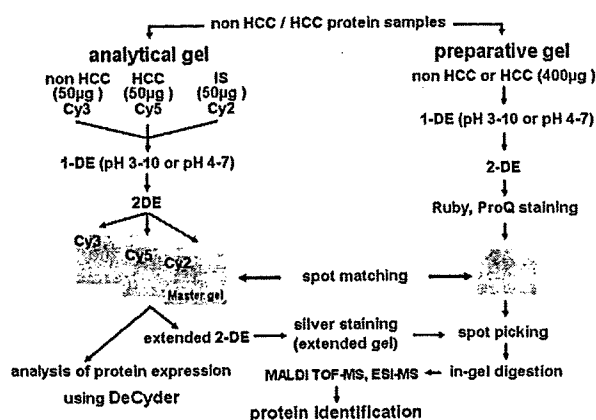 non HCC / HCC protein samples
analytical gel
preparative gel
non HCC HCC IS
(50µg) (50µg) (50µg)
Cy3 Cy5 Cy2
non HCC or HCC (400µg)
1-DE (pH 3-10 or pH 4-7)
1-DE (pH 3-10 or pH 4-7)
2DE
2-DE
Ruby, ProQ staining
Cy3
Cy5
Cy2
Master gel
spot matching
extended 2-DE
silver staining
(extended gel)
spot picking
analysis of protein expression
using DeCyder
MALDI TOF-MS, ESI-MS
in-gel digestion
protein identification